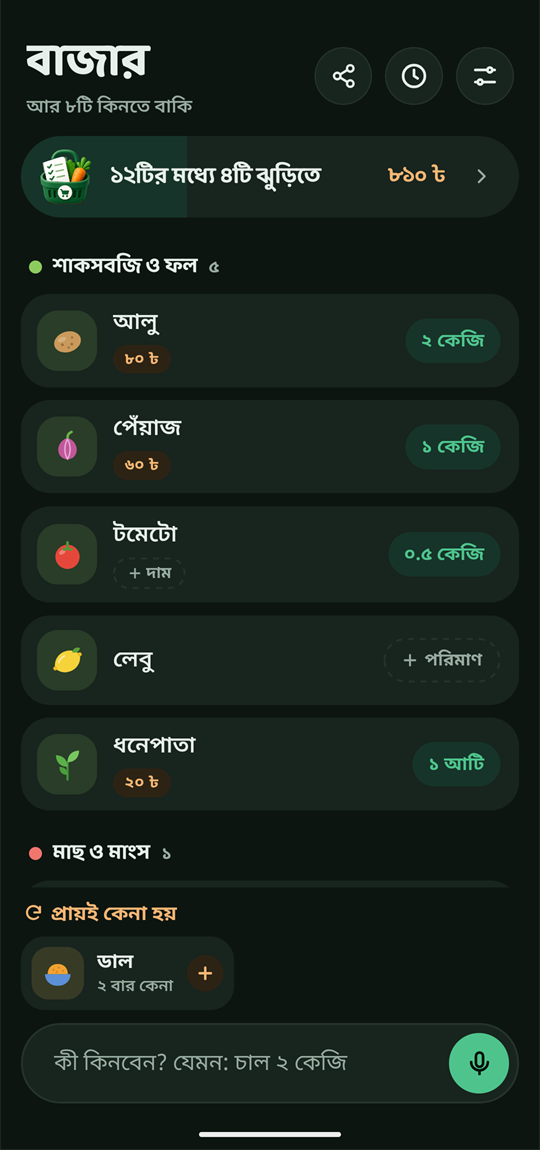 বাজার
আর ৮টি কিনতে বাকি
১২টির মধ্যে ৪টি ঝুড়িতে ৮১০ ৳
শাকসবজি ও ফল ৫
আলু
৮০ ৳
২ কেজি
পেঁয়াজ
৬০ ৳
১ কেজি
টমেটো
+ দাম
০.৫ কেজি
লেবু
+ পরিমাণ
ধনেপাতা
২০ ৳
১ আটি
মাছ ও মাংস ১
প্রায়ই কেনা হয়
ডাল
২ বার কেনা
+
কী কিনবেন? যেমন: চাল ২ কেজি